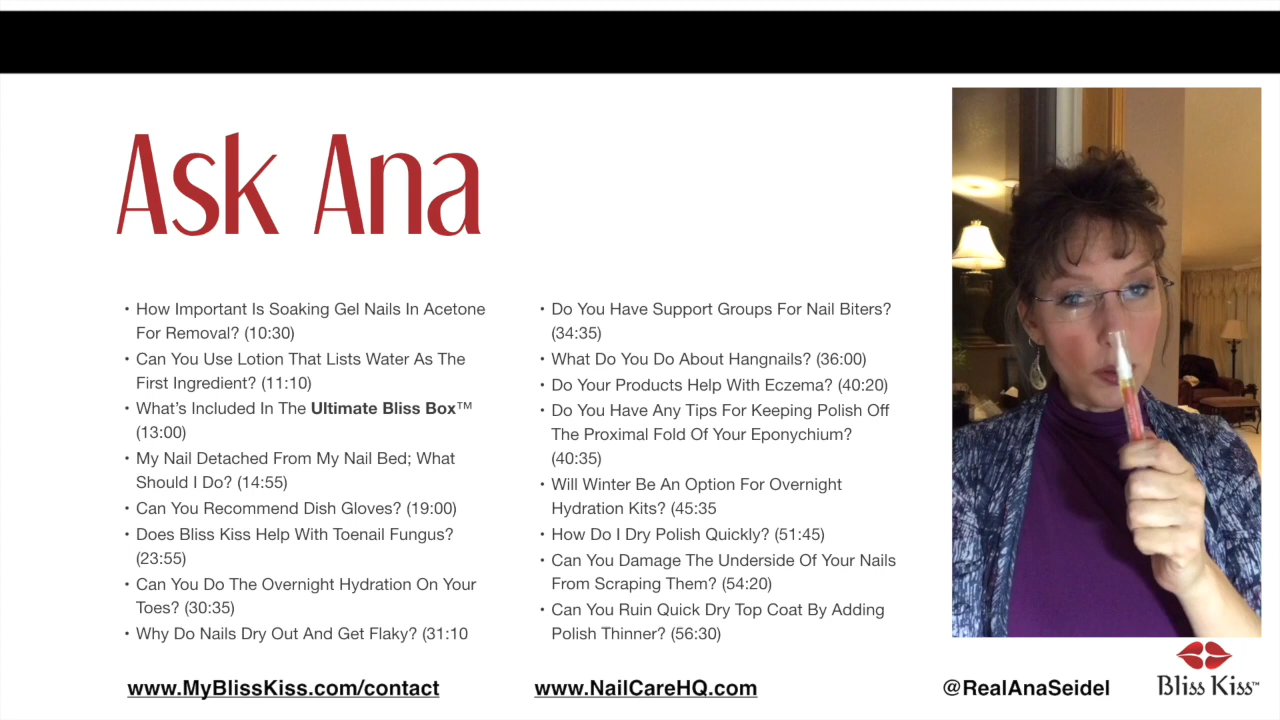 Ask Ana
• How Important Is Soaking Gel Nails In Acetone
For Removal? (10:30)
• Can You Use Lotion That Lists Water As The
First Ingredient? (11:10)
• What’s Included In The Ultimate Bliss Box™
(13:00)
• My Nail Detached From My Nail Bed; What
Should I Do? (14:55)
• Can You Recommend Dish Gloves? (19:00)
• Does Bliss Kiss Help With Toenail Fungus?
(23:55)
• Can You Do The Overnight Hydration On Your
Toes? (30:35)
• Why Do Nails Dry Out And Get Flaky? (31:10
• Do You Have Support Groups For Nail Biters?
(34:35)
• What Do You Do About Hangnails? (36:00)
• Do Your Products Help With Eczema? (40:20)
• Do You Have Any Tips For Keeping Polish Off
The Proximal Fold Of Your Eponychium?
(40:35)
• Will Winter Be An Option For Overnight
Hydration Kits? (45:35
• How Do I Dry Polish Quickly? (51:45)
• Can You Damage The Underside Of Your Nails
From Scraping Them? (54:20)
• Can You Ruin Quick Dry Top Coat By Adding
Polish Thinner? (56:30)
www.MyBlissKiss.com/contact
www.NailCareHQ.com
@RealAnaSeidel
Bliss Kiss™